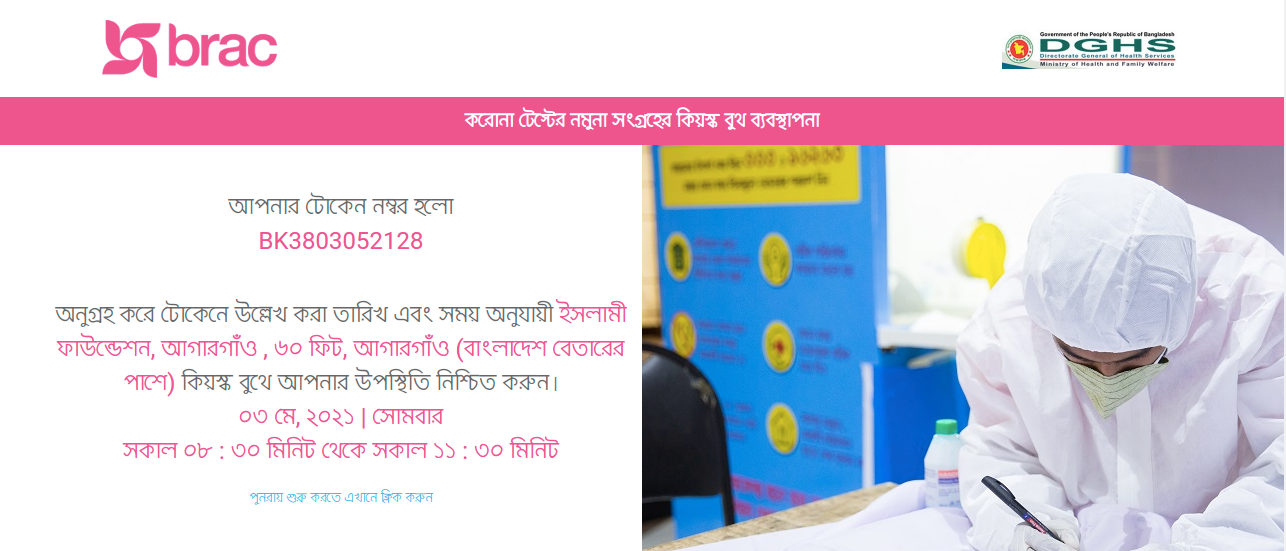 brac
Government of the People's Republic of Bangladesh
DGHS
Directorate General of Health Services
Ministry of Health and Family Welfare
করোনা টেস্টের নমুনা সংগ্রহের কিয়স্ক বুথ ব্যবস্থাপনা
আপনার টোকেন নম্বর হলো
BK3803052128
অনুগ্রহ করে টোকেনে উল্লেখ করা তারিখ এবং সময় অনুযায়ী ইসলামী
ফাউন্ডেশন, আগারগাঁও , ৬০ ফিট, আগারগাঁও (বাংলাদেশ বেতারের
পাশে) কিয়স্ক বুথে আপনার উপস্থিতি নিশ্চিত করুন।
০৩ মে, ২০২১ | সোমবার
সকাল ০৮ : ৩০ মিনিট থেকে সকাল ১১ : ৩০ মিনিট
পুনরায় শুরু করতে এখানে ক্লিক করুন